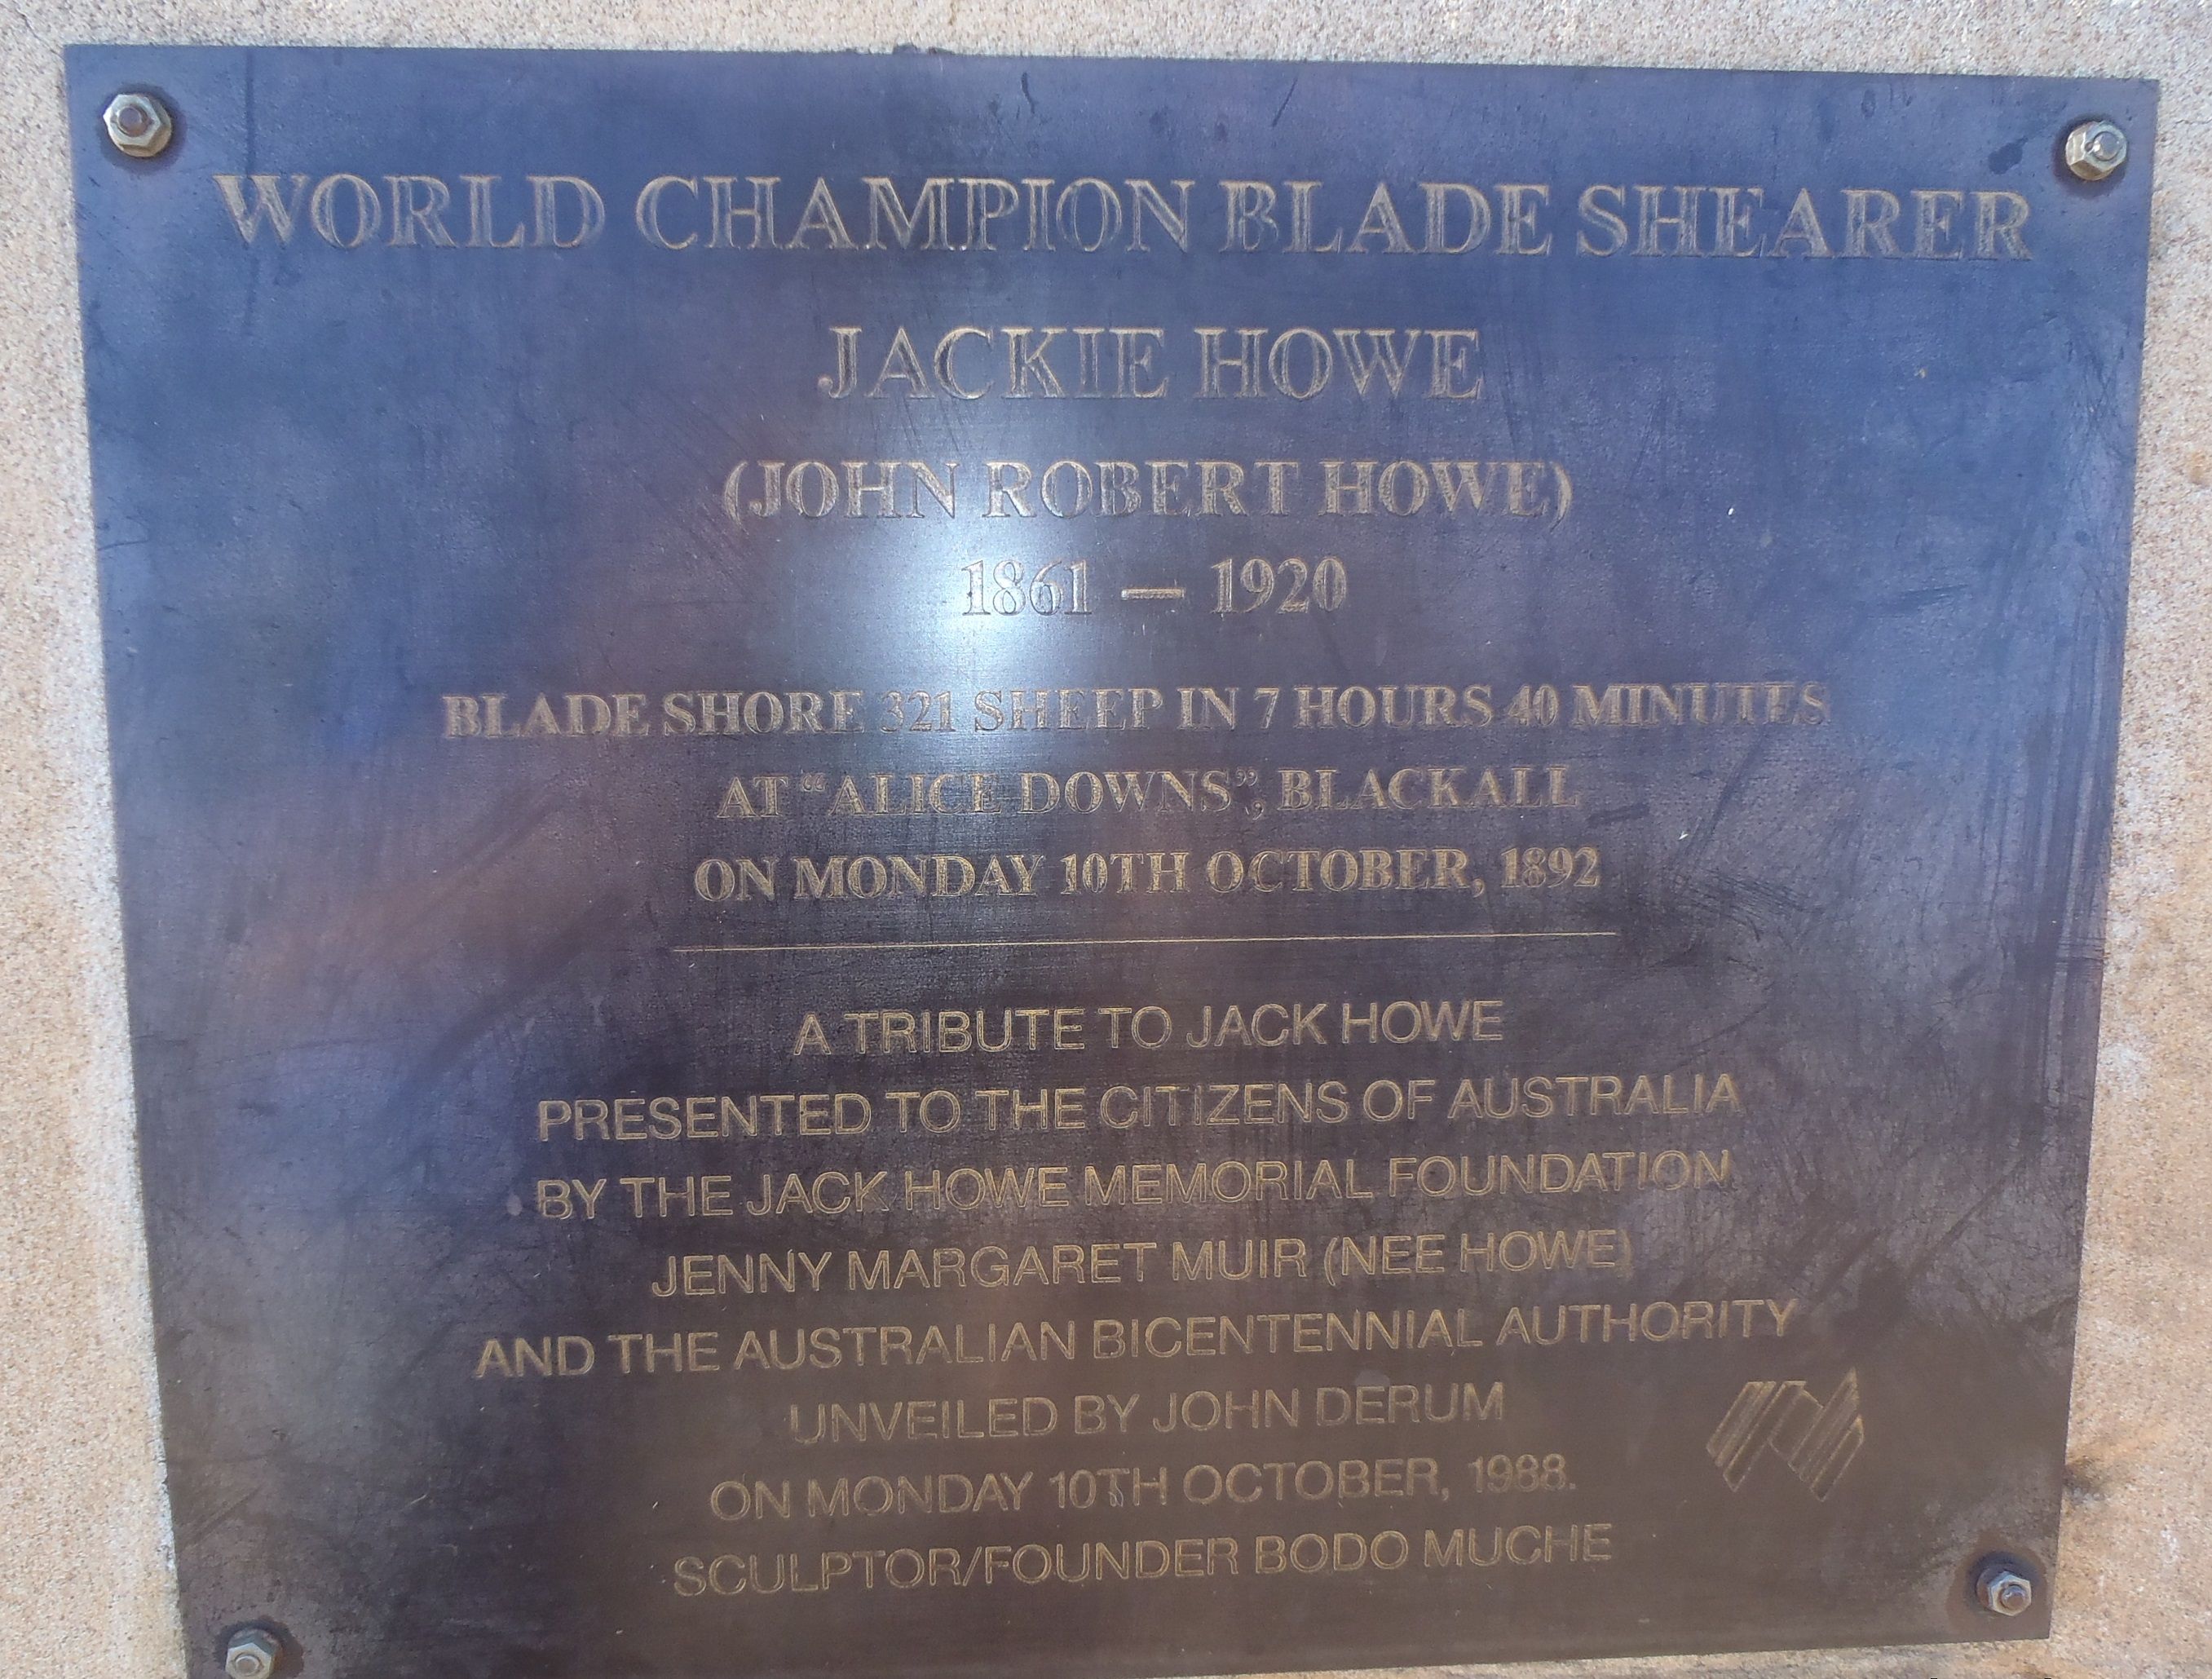 WORLD CHAMPION BLADE SHEARER
JACKIE HOWE
(JOHN ROBERT HOWE)
1861 — 1920
BLADE SHORE 321 SHEEP IN 7 HOURS 40 MINUTES
AT “ALICE DOWNS”, BLACKALL
ON MONDAY 10TH OCTOBER, 1892
A TRIBUTE TO JACK HOWE
PRESENTED TO THE CITIZENS OF AUSTRALIA
BY THE JACK HOWE MEMORIAL FOUNDATION
JENNY MARGARET MUIR (NEE HOWE)
AND THE AUSTRALIAN BICENTENNIAL AUTHORITY
UNVEILED BY JOHN DERUM
ON MONDAY 10TH OCTOBER, 1988.
SCULPTOR/FOUNDER BODO MUCHE